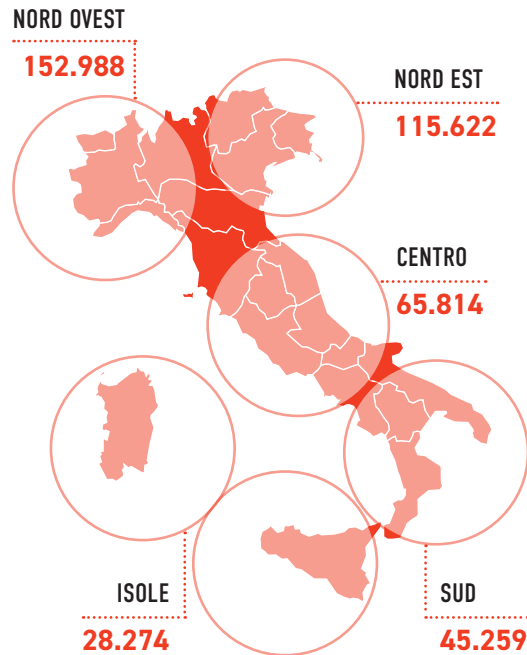 NORD OVEST
152.988
NORD EST
115.622
CENTRO
65.814
ISOLE
28.274
SUD
45.259